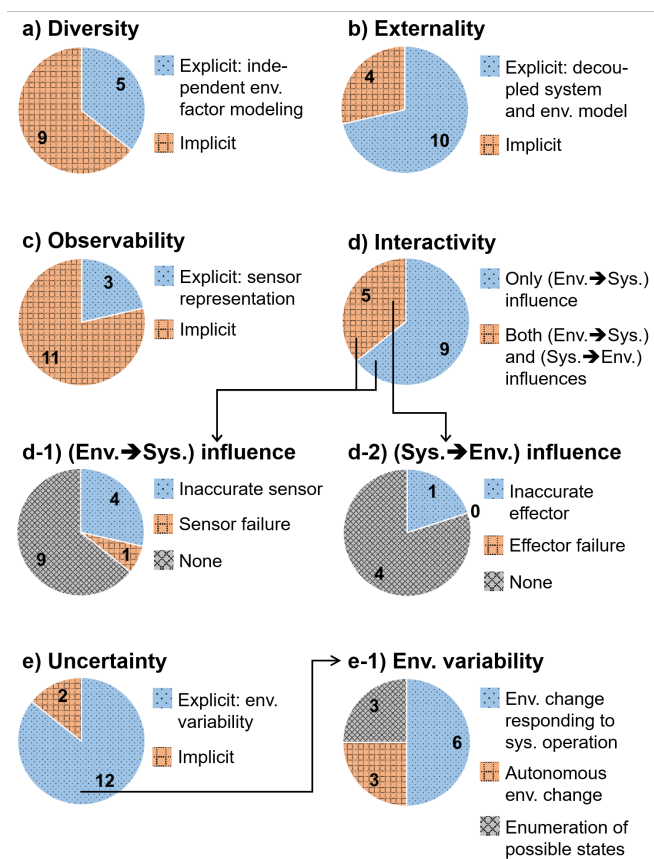 a) Diversity
5
9
Explicit: inde-
pendent env.
factor modeling
Implicit
b) Externality
4
10
Explicit: decou-
pled system
and env. model
Implicit
c) Observability
3
11
Explicit: sensor
representation
Implicit
d) Interactivity
5
9
Only (Env.➔Sys.)
influence
Both (Env.➔Sys.)
and (Sys.➔Env.)
influences
d-1) (Env.➔Sys.) influence
4
1
9
Inaccurate sensor
Sensor failure
None
d-2) (Sys.➔Env.) influence
1
0
4
Inaccurate
effector
Effector failure
None
e) Uncertainty
2
12
Explicit: env.
variability
Implicit
e-1) Env. variability
3
6
3
Env. change
responding to
sys. operation
Autonomous
env. change
Enumeration of
possible states